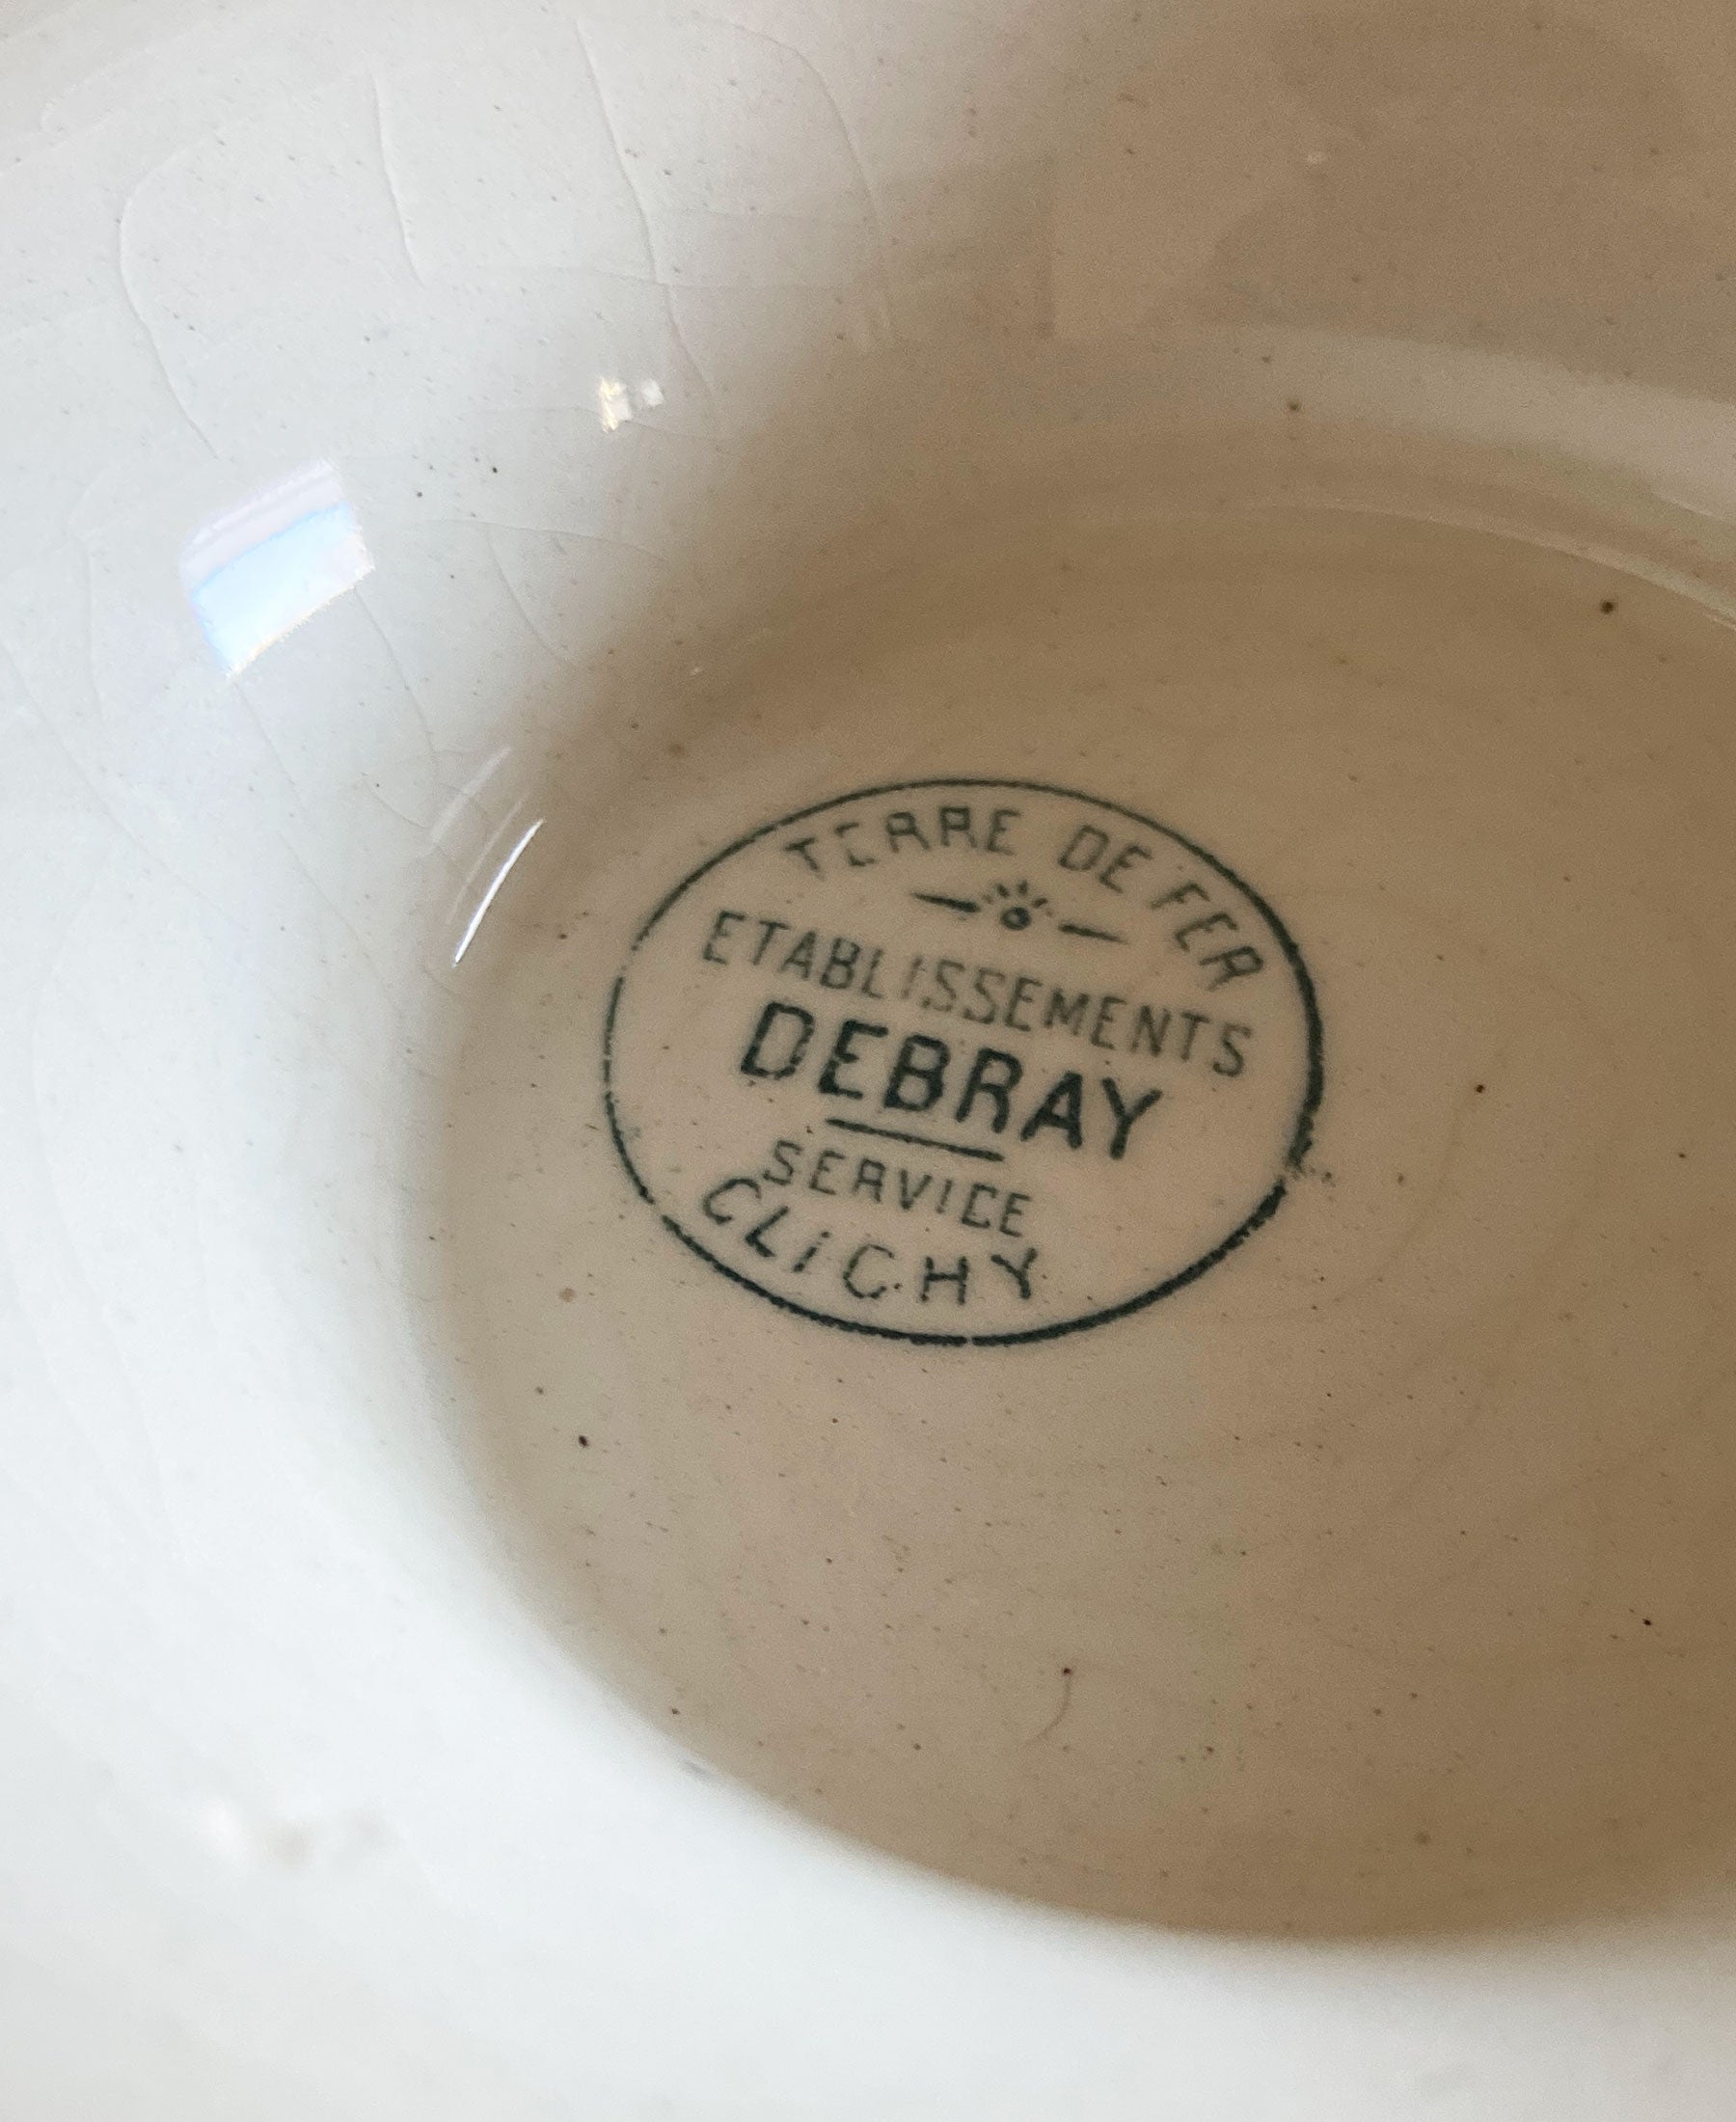 TERRE DE FER
ETABLISSEMENTS
DEBRAY
SERVICE
CLICHY